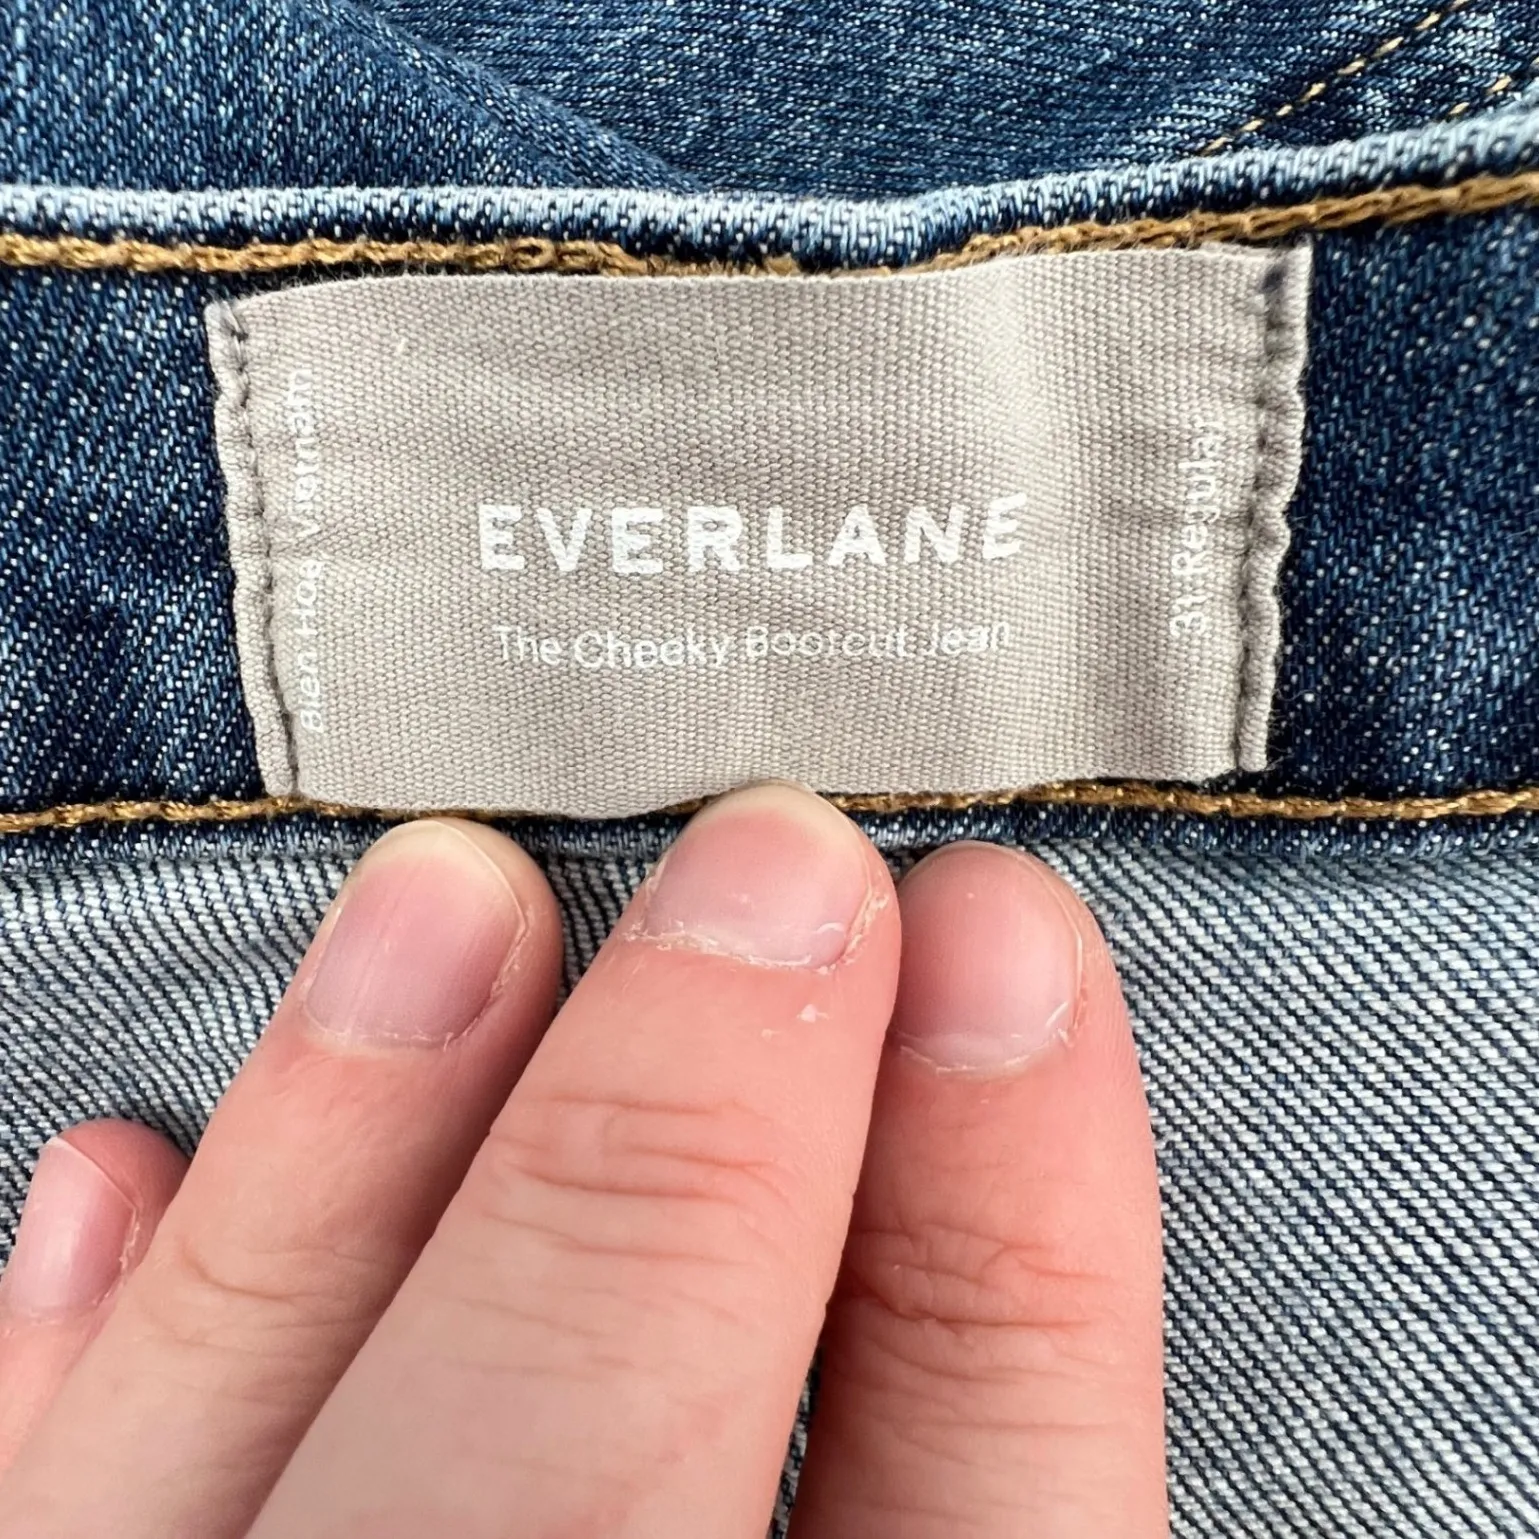 Bien Hoa Vietnam
EVERLANE
The Cheeky Bootcut Jean
31 Regular